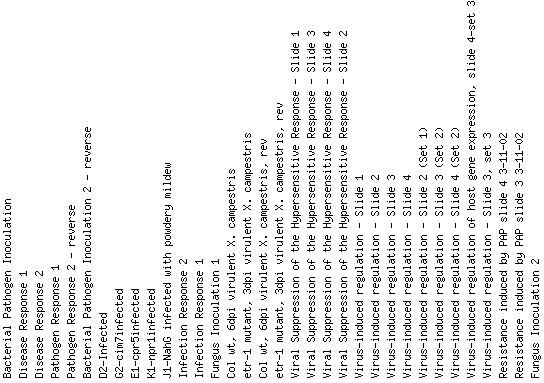 Bacterial Pathogen Inoculation
Disease Response 1
Disease Response 2
Pathogen Response 1
Pathogen Response 2 - reverse
Bacterial Pathogen Inoculation 2 - reverse
D2-Infected
G2-cim7infected
E1-cpr5infected
K1-npr1infected
J1-NahG infected with powdery mildew
Infection Response 2
Infection Response 1
Fungus Inoculation 1
Col wt, 6dpi virulent X. campestris
etr-1 mutant, 3dpi virulent X. campestris
Col wt, 6dpi virulent X. campestris, rev
etr-1 mutant, 3dpi virulent X. campestris, rev
Viral Suppression of the Hypersensitive Response - Slide 1
Viral Suppression of the Hypersensitive Response - Slide 3
Viral Suppression of the Hypersensitive Response - Slide 4
Viral Suppression of the Hypersensitive Response - Slide 2
Virus-induced regulation - Slide 1
Virus-induced regulation - Slide 2
Virus-induced regulation - Slide 3
Virus-induced regulation - Slide 4
Virus-induced regulation - Slide 2 (Set 1)
Virus-induced regulation - Slide 3 (Set 2)
Virus-induced regulation - Slide 4 (Set 2)
Virus-induced regulation of host gene expression, slide 4-set 3
Virus-induced regulation - Slide 3, set 3
Resistance induced by PAP slide 4 3-11-02
Resistance induced by PAP slide 3 3-11-02
Fungus Inoculation 2